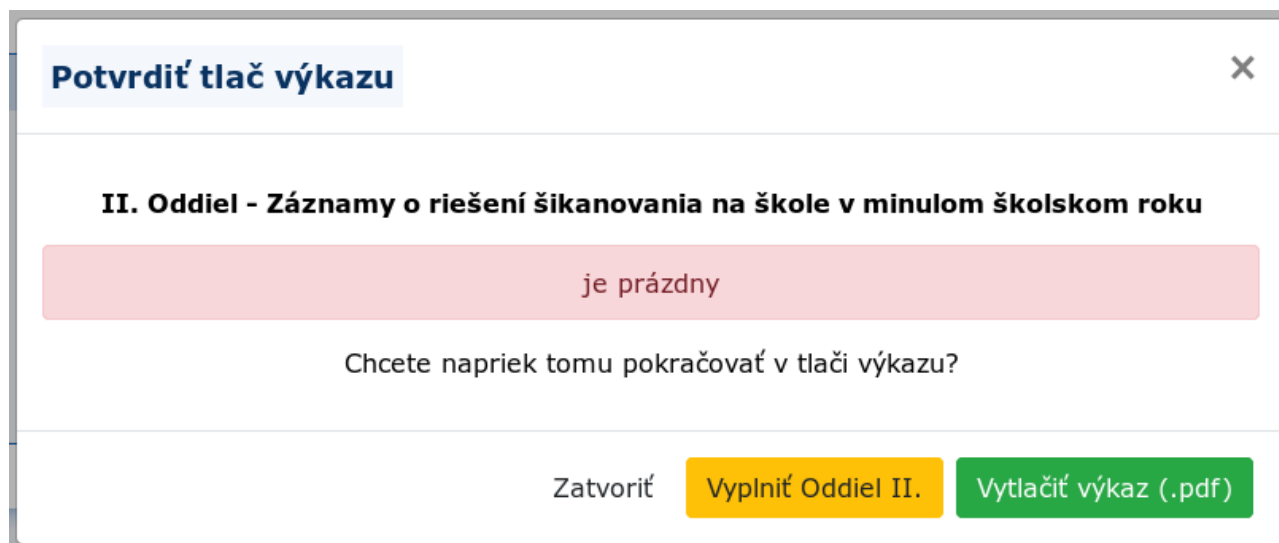 Potvrdiť tlač výkazu
×
II. Oddiel - Záznamy o riešení šikanovania na škole v minulom školskom roku
je prázdny
Chcete napriek tomu pokračovať v tlači výkazu?
Zatvoriť Vyplniť Oddiel II. Vytlačiť výkaz (.pdf)